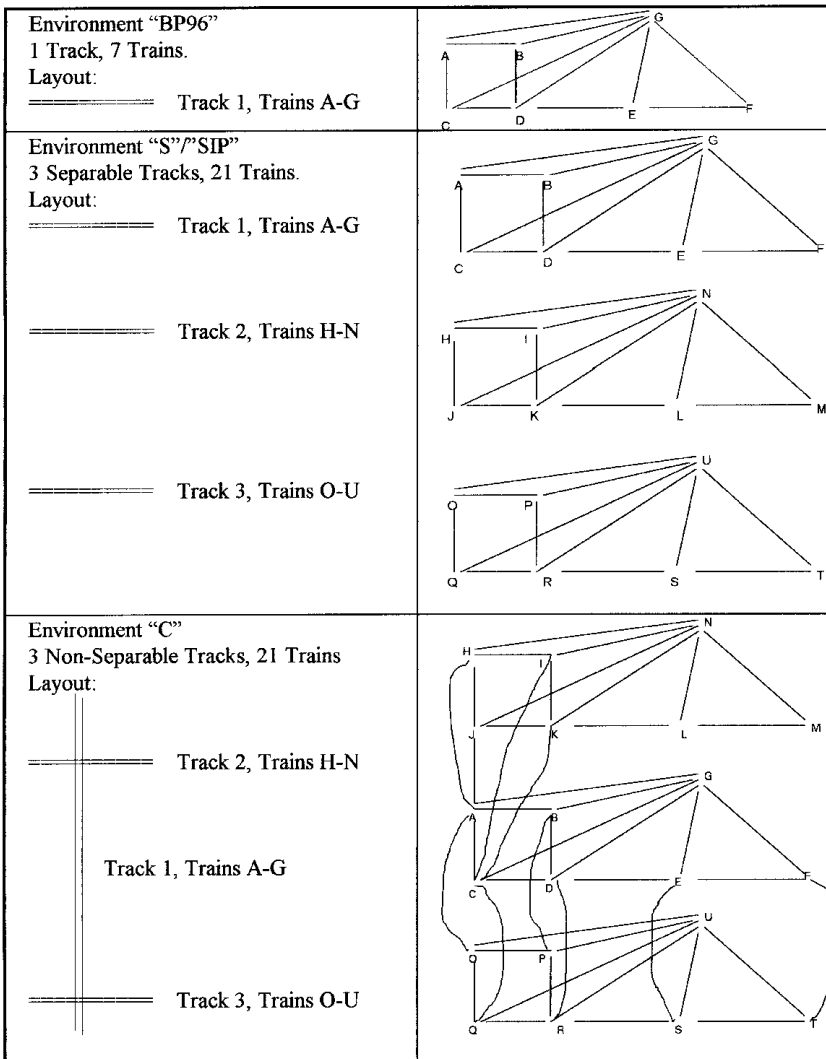 Environment "BP96"
1 Track, 7 Trains.
Layout:
Track 1, Trains A-G
G
A B
C D E F
Environment "S"/"SIP"
3 Separable Tracks, 21 Trains.
Layout:
Track 1, Trains A-G
G
A B
C D E F
Track 2, Trains H-N
N
H I
J K L M
Track 3, Trains O-U
U
O P
Q R S T
Environment "C"
3 Non-Separable Tracks, 21 Trains
Layout:
Track 2, Trains H-N
Track 1, Trains A-G
Track 3, Trains O-U
N
H I
J K L M
G
A B
C D E F
U
O P
Q R S T